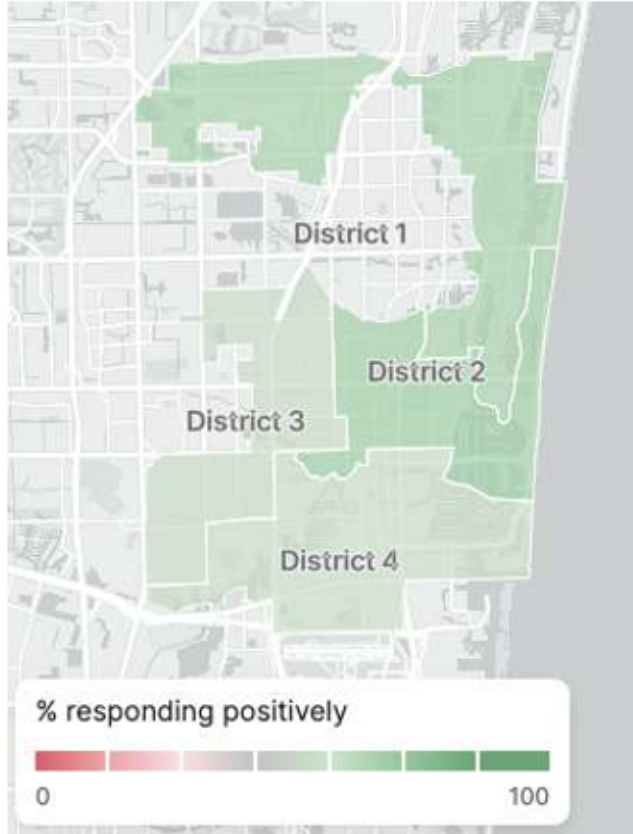 District 1
District 2
District 3
District 4
% responding positively
0 100